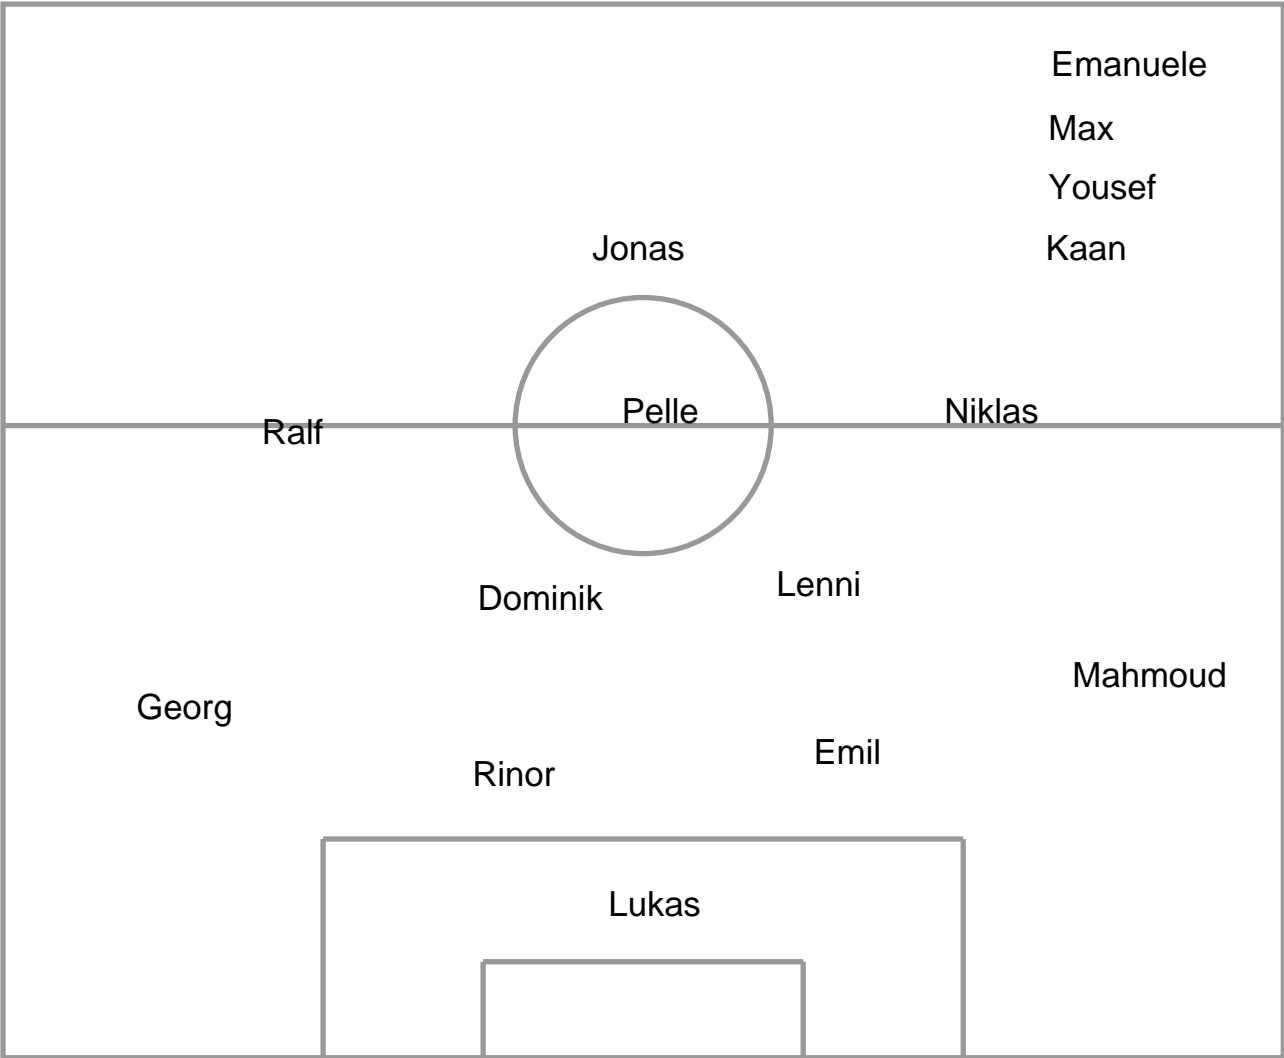 Emanuele
Max
Yousef
Jonas
Kaan
Ralf
Pelle
Niklas
Dominik
Lenni
Georg
Mahmoud
Rinor
Emil
Lukas